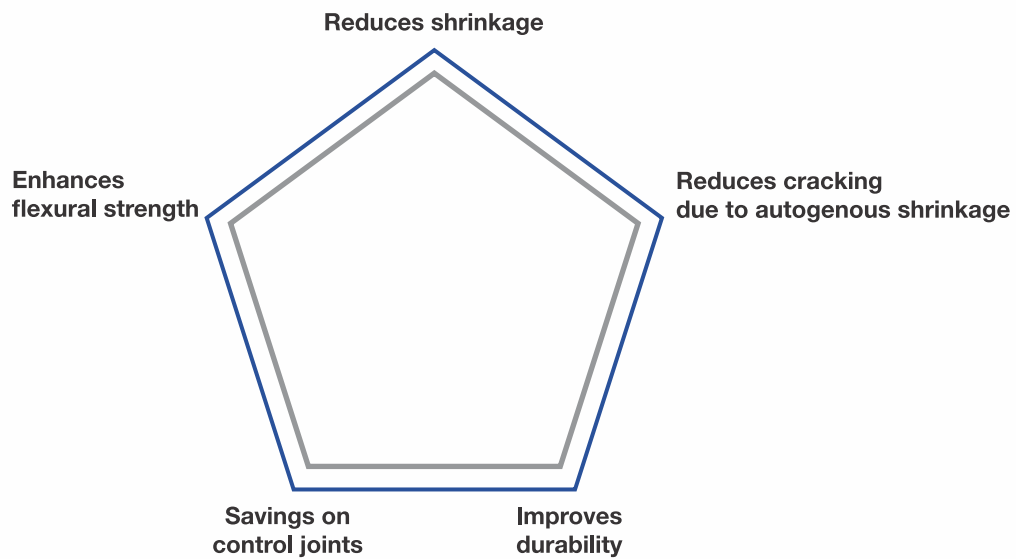 Reduces shrinkage
Enhances
flexural strength
Reduces cracking
due to autogenous shrinkage
Savings on
control joints
Improves
durability